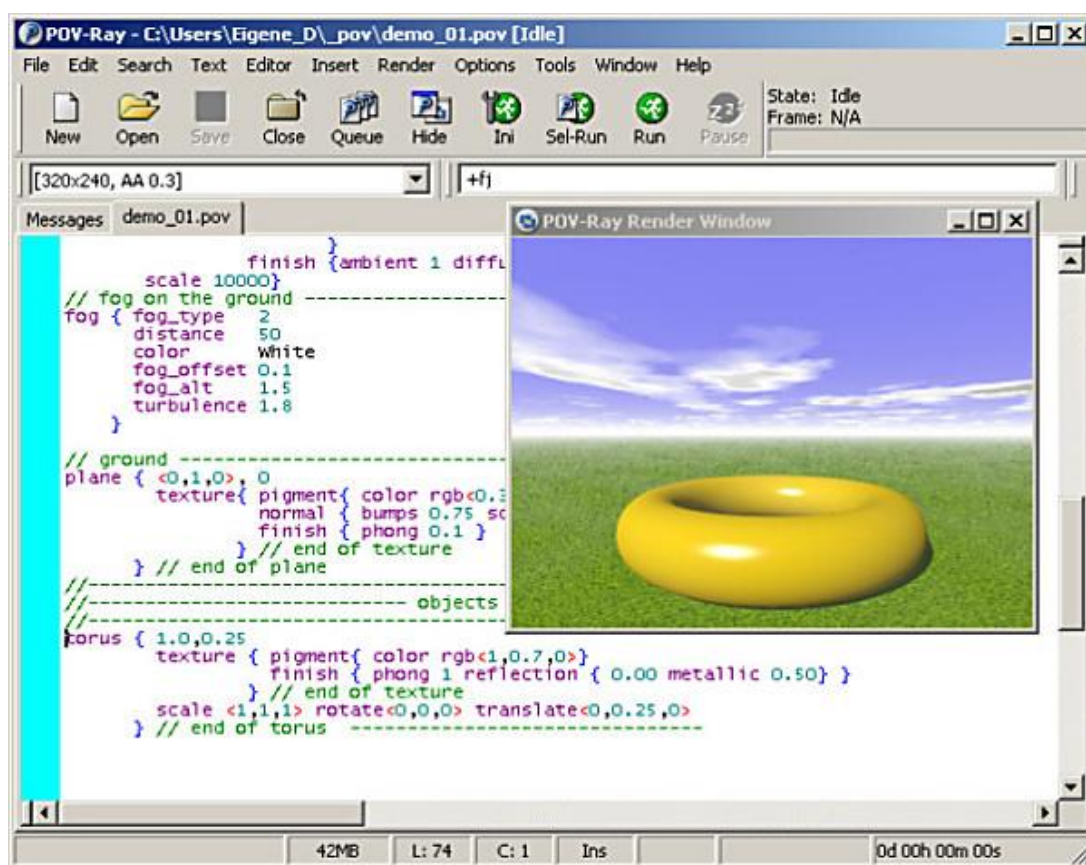 POV-Ray - C:\Users\Eigene_D\_pov\demo_01.pov [Idle]
File Edit Search Text Editor Insert Render Options Tools Window Help
New Open Save Close Queue Hide Ini Sel-Run Run Pause
State: Idle
Frame: N/A
[320x240, AA 0.3]
+fj
Messages demo_01.pov
POV-Ray Render Window
}
finish {ambient 1 diffu
scale 10000}
// fog on the ground --------------------
fog { fog_type 2
distance 50
color White
fog_offset 0.1
fog_alt 1.5
turbulence 1.8
}
// ground -------------------------------
plane { <0,1,0>, 0
texture{ pigment{ color rgb<0.3
normal { bumps 0.75 sc
finish { phong 0.1 }
} // end of texture
} // end of plane
//---------------------------------------
//----------------------------- objects
//---------------------------------------
torus { 1.0,0.25
texture { pigment{ color rgb<1,0.7,0>}
finish { phong 1 reflection { 0.00 metallic 0.50} }
} // end of texture
scale <1,1,1> rotate<0,0,0> translate<0,0.25,0>
} // end of torus -------------------------------
42MB L: 74 C: 1 Ins 0d 00h 00m 00s